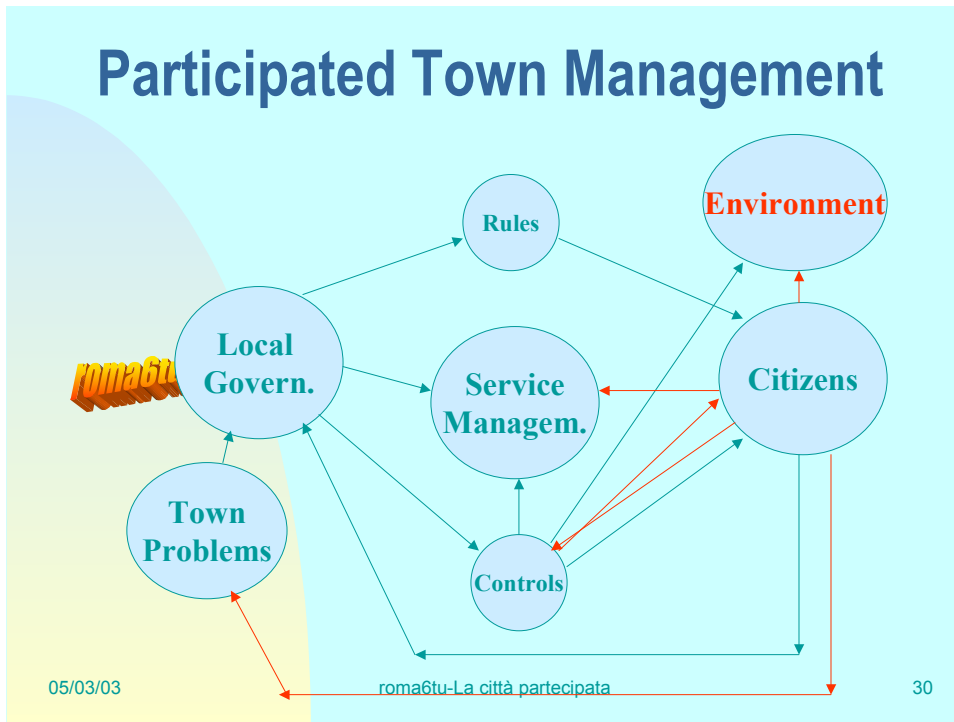 Participated Town Management
Environment
Rules
Local
Govern.
roma6tu
Service
Managem.
Citizens
Town
Problems
Controls
05/03/03
roma6tu-La città partecipata
30